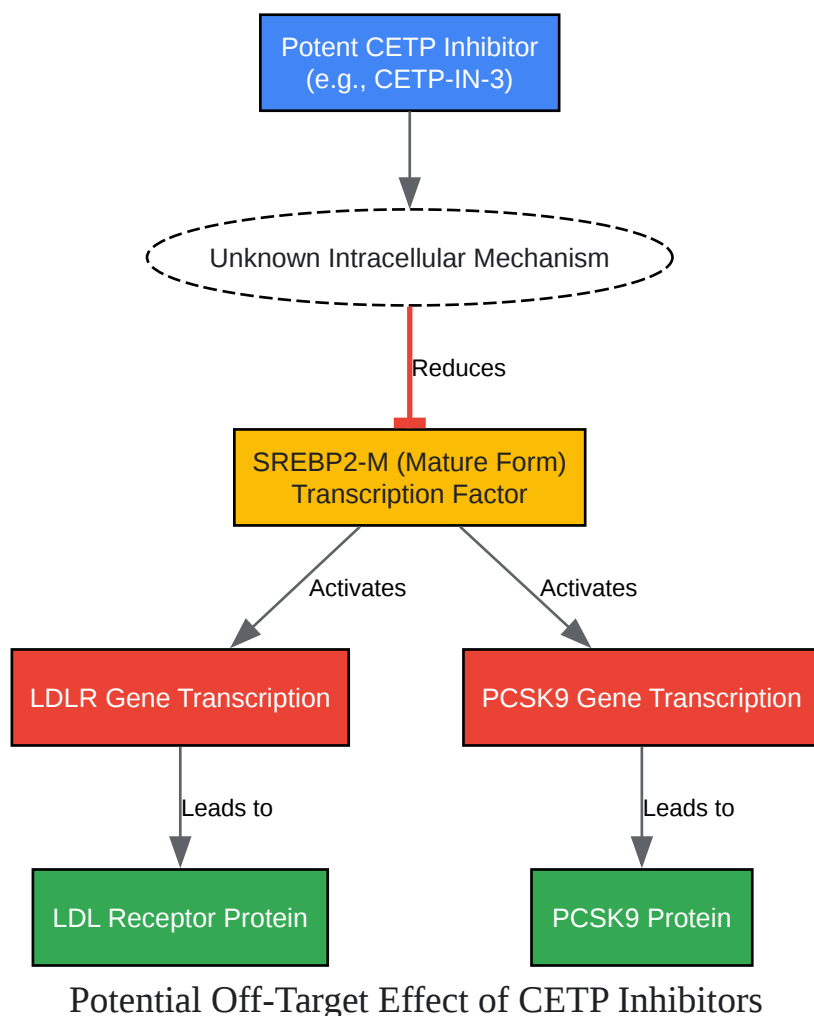 Potent CETP Inhibitor
(e.g., CETP-IN-3)
Unknown Intracellular Mechanism
Reduces
SREBP2-M (Mature Form)
Transcription Factor
Activates
Activates
LDLR Gene Transcription
PCSK9 Gene Transcription
Leads to
Leads to
LDL Receptor Protein
PCSK9 Protein
Potential Off-Target Effect of CETP Inhibitors